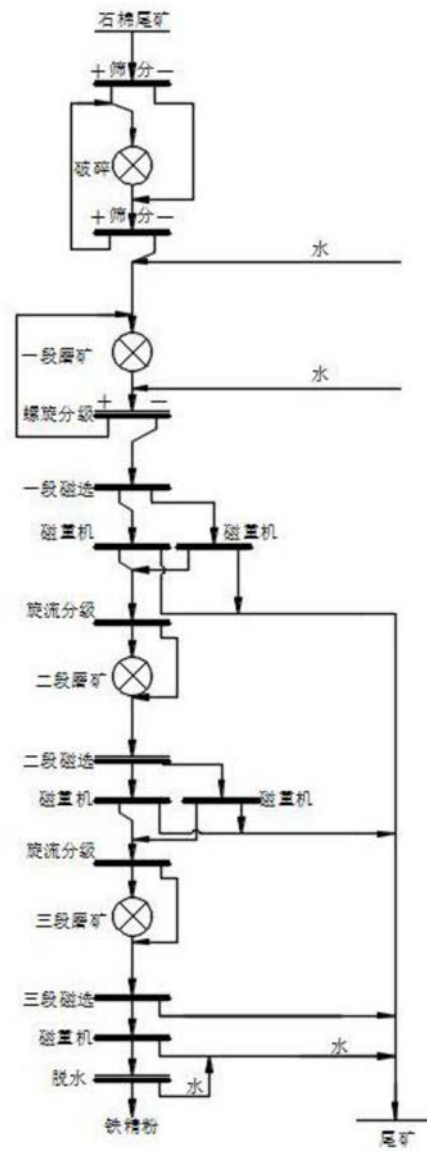 石棉尾矿
+筛分-
破碎
+筛分-
水
一段磨矿
水
+ -
螺旋分级
一段磁选
磁重机 磁重机
旋流分级
二段磨矿
二段磁选
磁重机 磁重机
旋流分级
三段磨矿
三段磁选
磁重机 水
脱水 水
铁精粉 尾矿